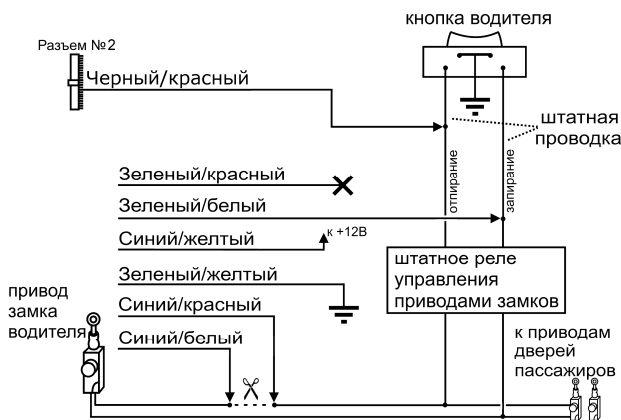 кнопка водителя
Разъем №2
Черный/красный
штатная
проводка
отпирание
запирание
Зеленый/красный
Зеленый/белый
Синий/желтый
к +12В
Зеленый/желтый
Синий/красный
Синий/белый
штатное реле
управления
приводами замков
привод
замка
водителя
к приводам
дверей
пассажиров